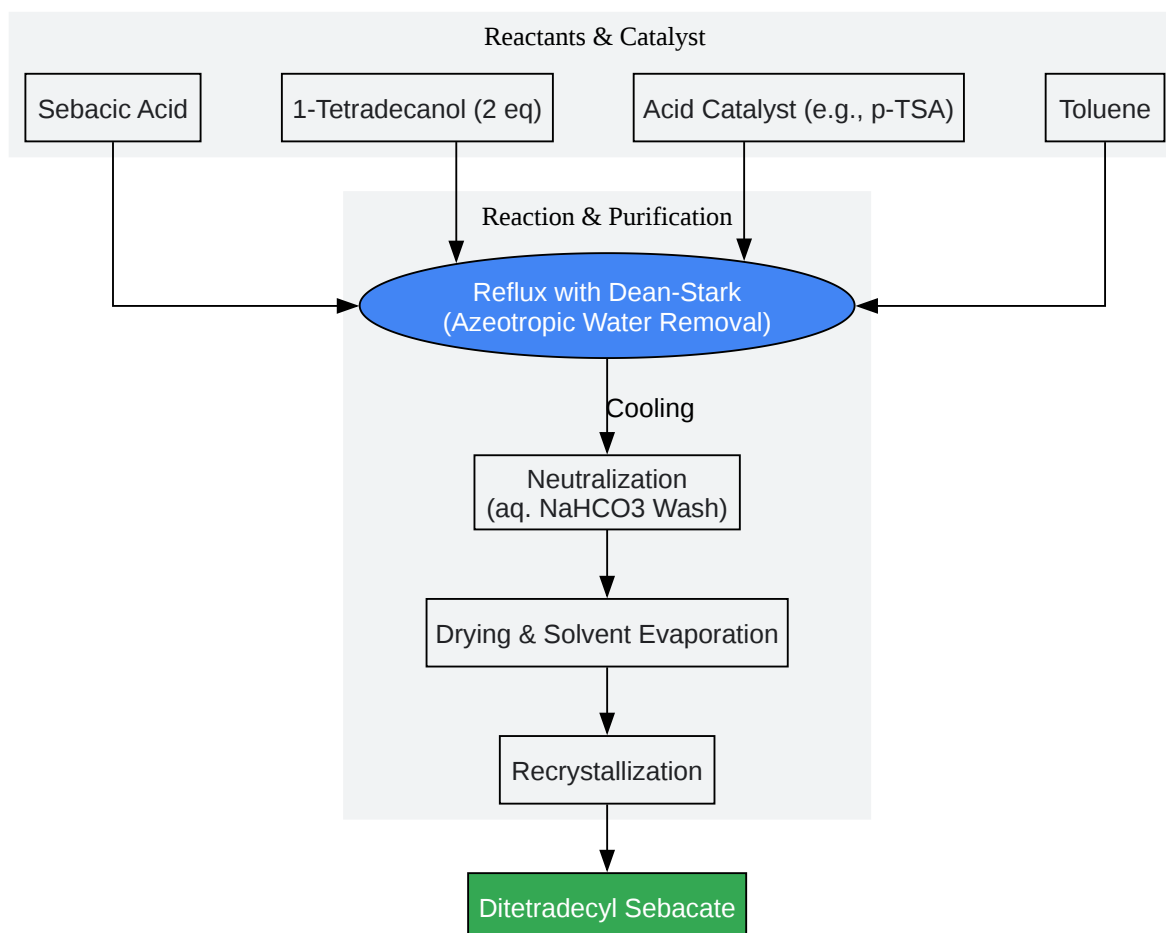 Reactants & Catalyst
Sebacic Acid
1-Tetradecanol (2 eq)
Acid Catalyst (e.g., p-TSA)
Toluene
Reaction & Purification
Reflux with Dean-Stark
(Azeotropic Water Removal)
Cooling
Neutralization
(aq. NaHCO3 Wash)
Drying & Solvent Evaporation
Recrystallization
Ditetradecyl Sebacate